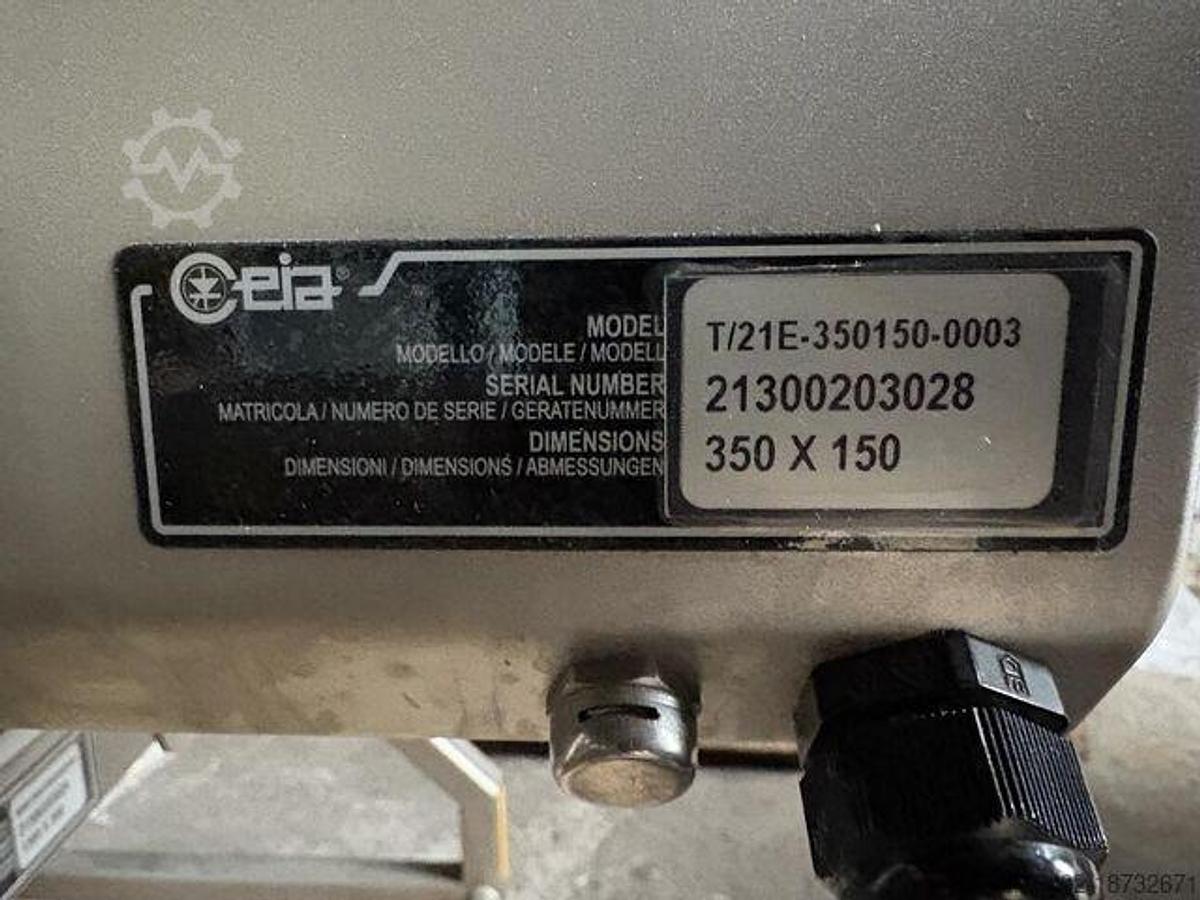 Ceia®
MODEL T/21E-350150-0003
MODELLO / MODELE / MODELL
SERIAL NUMBER 21300203028
MATRICOLA / NUMERO DE SERIE / GERATENUMMER
DIMENSIONS 350 X 150
DIMENSIONI / DIMENSIONS / ABMESSUNGEN
18732671